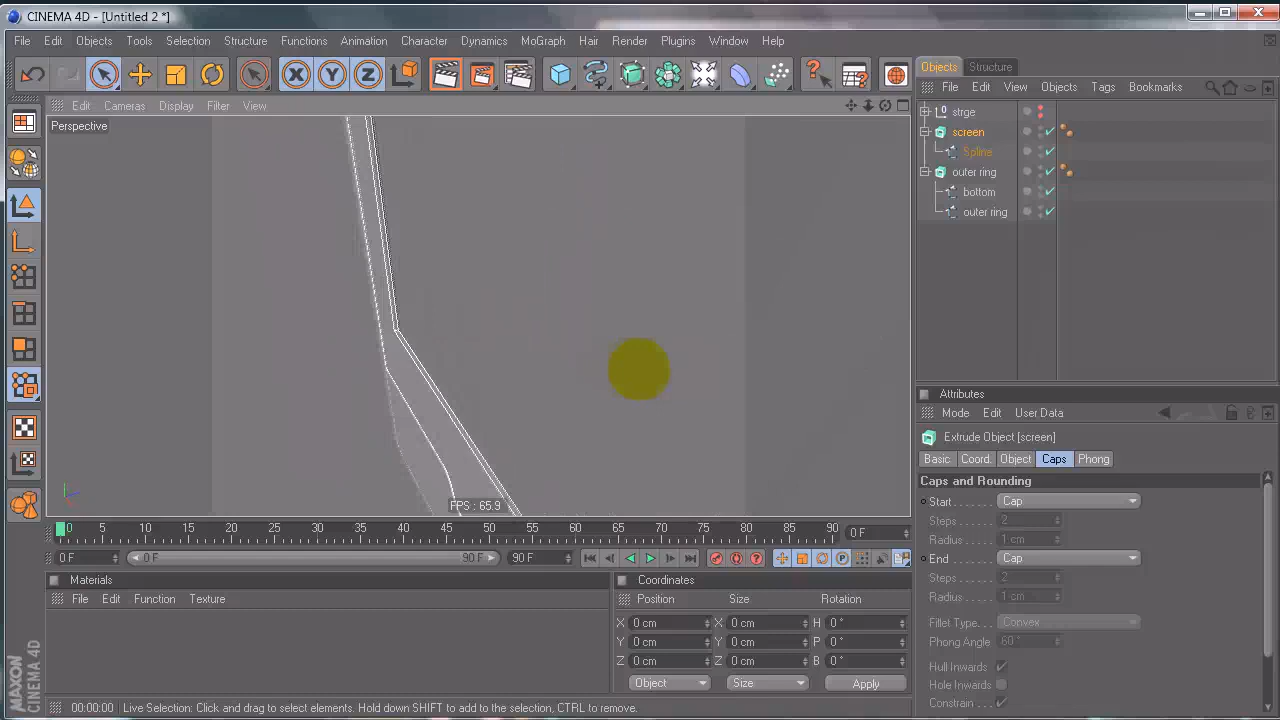 CINEMA 4D - [Untitled 2 *]
File Edit Objects Tools Selection Structure Functions Animation Character Dynamics MoGraph Hair Render Plugins Window Help
X Y Z
Objects Structure
File Edit View Objects Tags Bookmarks
Edit Cameras Display Filter View
Perspective
strge
screen
Spline
outer ring
bottom
outer ring
FPS : 65.9
Attributes
Mode Edit User Data
Extrude Object [screen]
Basic Coord. Object Caps Phong
Caps and Rounding
Start Cap
Steps 2
Radius 1 cm
End Cap
Steps 2
Radius 1 cm
Fillet Type Convex
Phong Angle 60 °
Hull Inwards
Hole Inwards
Constrain
0 5 10 15 20 25 30 35 40 45 50 55 60 65 70 75 80 85 90 0 F
0 F 0 F 90 F 90 F
Materials
File Edit Function Texture
Coordinates
Position Size Rotation
X 0 cm X 0 cm H 0 °
Y 0 cm Y 0 cm P 0 °
Z 0 cm Z 0 cm B 0 °
Object Size Apply
MAXON
CINEMA 4D
00:00:00 Live Selection: Click and drag to select elements. Hold down SHIFT to add to the selection, CTRL to remove.